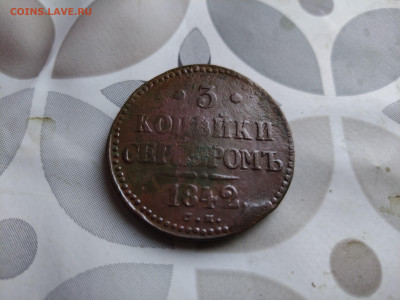 COINS.LAVE.RU
· 3 ·
КОПѢЙКИ
СЕРЕБРОМЪ
1842.
С.М.